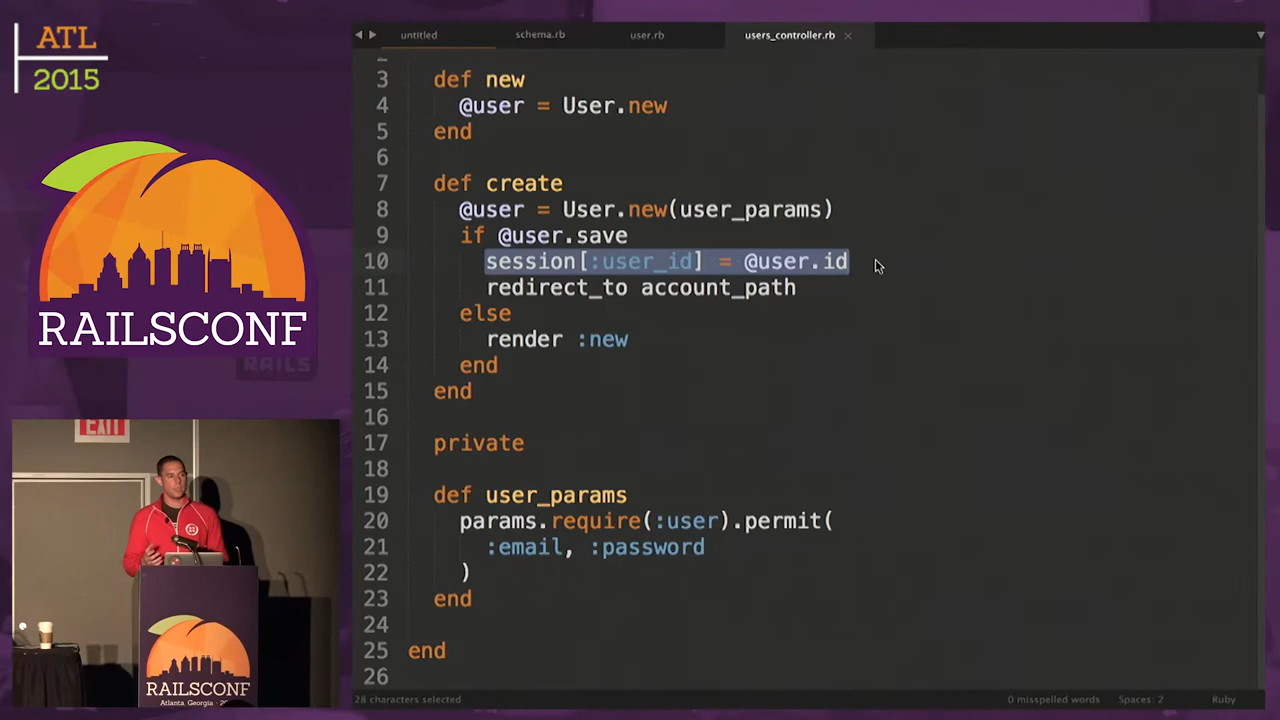 ATL
2015
RAILSCONF
RAILS
EXIT
RAILSCONF
Atlanta, Georgia
untitled
schema.rb
user.rb
users_controller.rb
2
3 def new
4 @user = User.new
5 end
6
7 def create
8 @user = User.new(user_params)
9 if @user.save
10 session[:user_id] = @user.id
11 redirect_to account_path
12 else
13 render :new
14 end
15 end
16
17 private
18
19 def user_params
20 params.require(:user).permit(
21 :email, :password
22 )
23 end
24
25 end
26
28 characters selected
0 misspelled words
Spaces: 2
Ruby